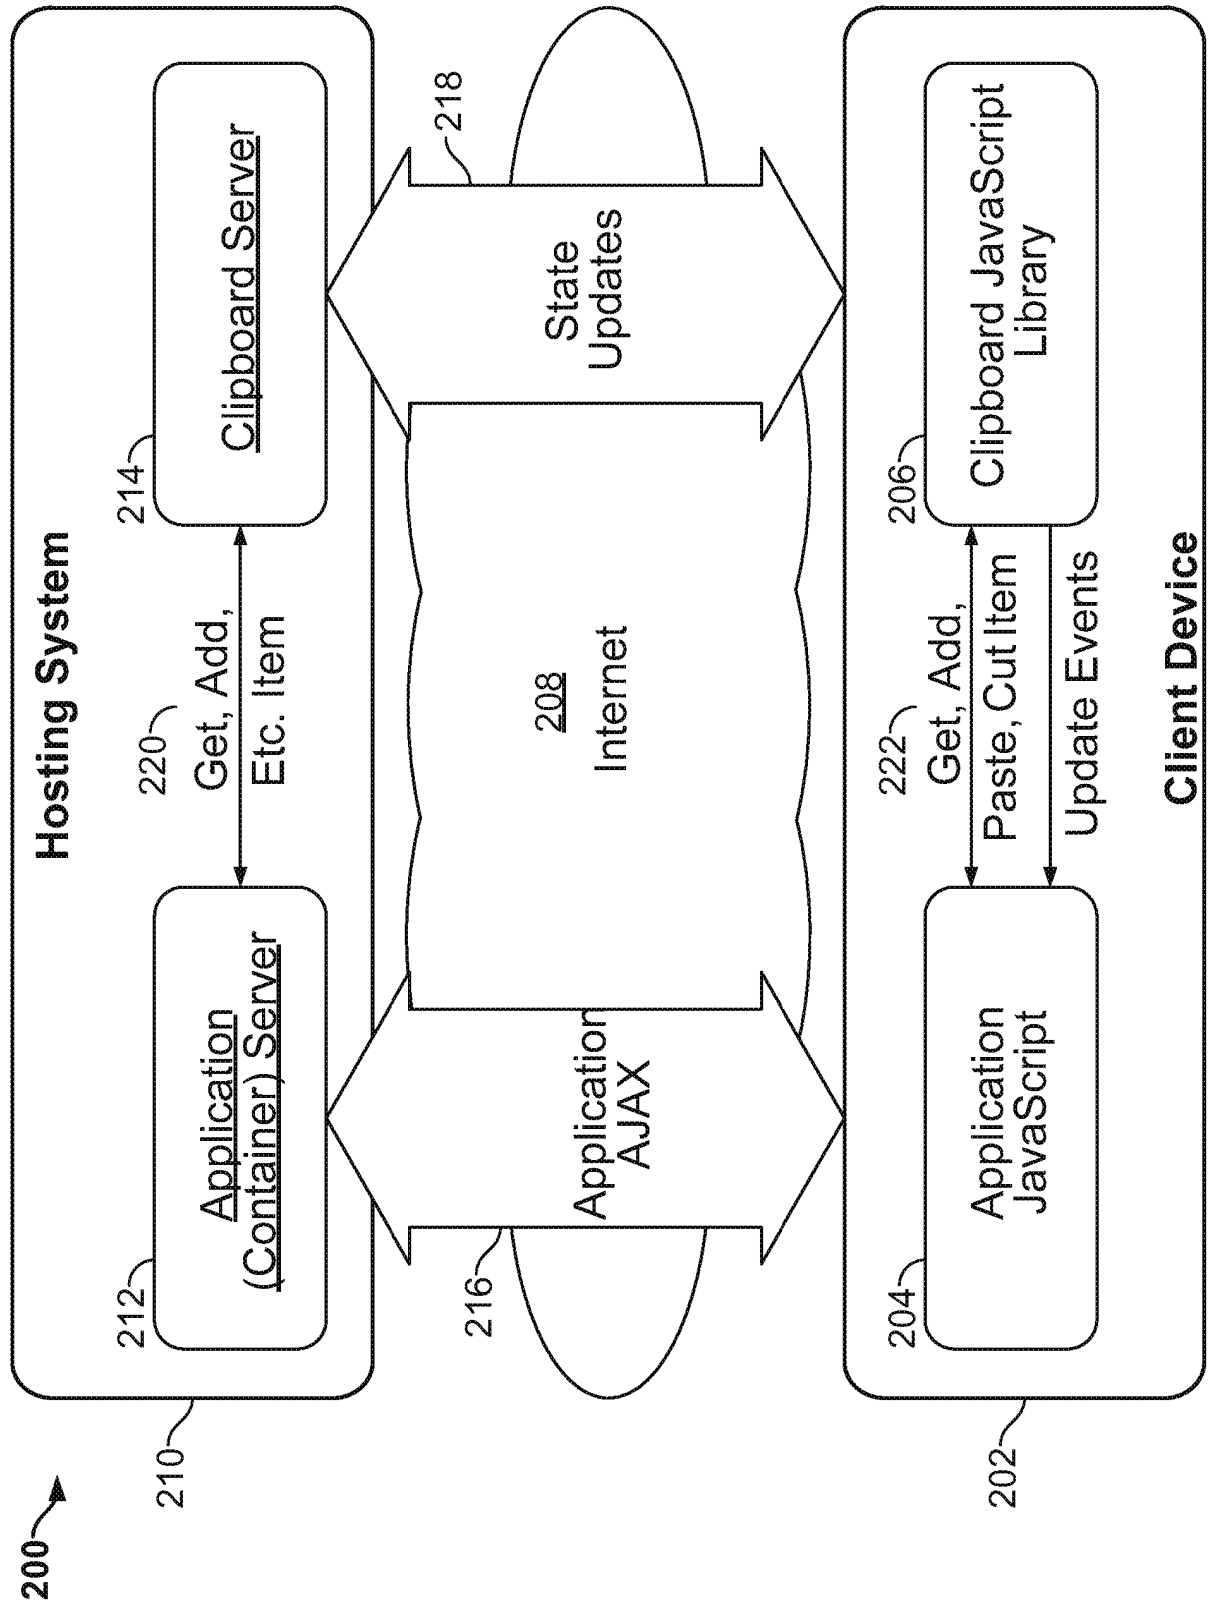 200
210
Hosting System
212
Application
(Container) Server
220
Get, Add,
Etc. Item
214
Clipboard Server
216
Application
AJAX
208
Internet
State
Updates
218
202
204
Application
JavaScript
222
Get, Add,
Paste, Cut Item
Update Events
206
Clipboard JavaScript
Library
Client Device